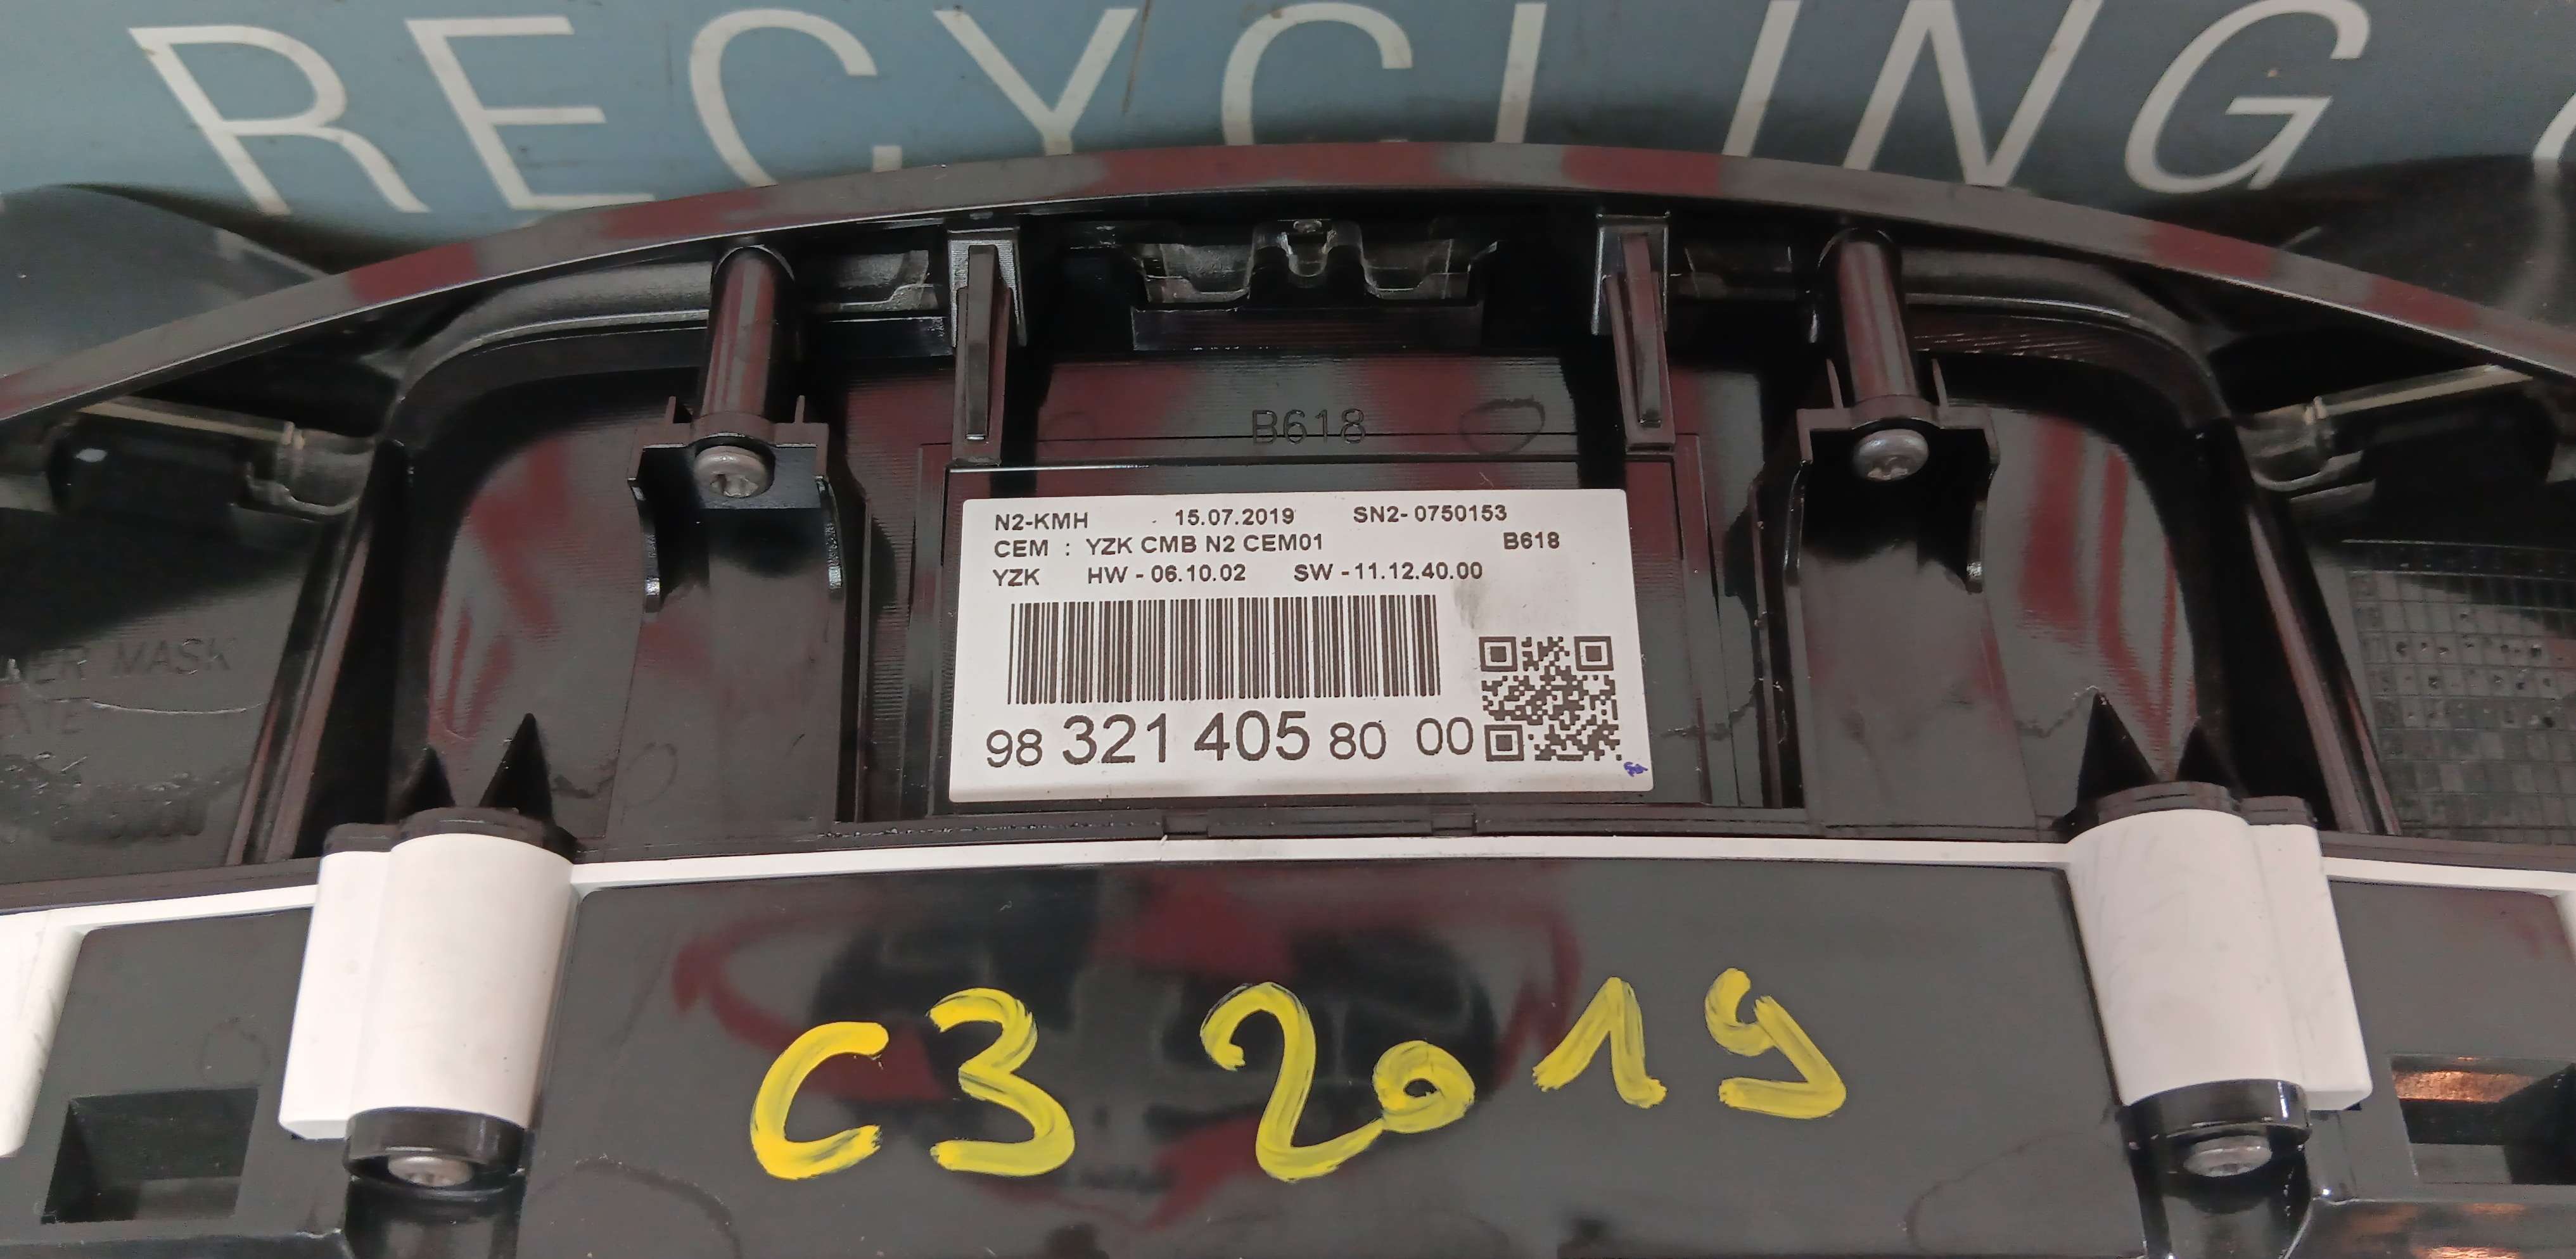 RECYCLING
B618
N2-KMH 15.07.2019 SN2- 0750153
CEM : YZK CMB N2 CEM01 B618
YZK HW - 06.10.02 SW -11.12.40.00
98 321 405 80 00
MASK
C3 2019